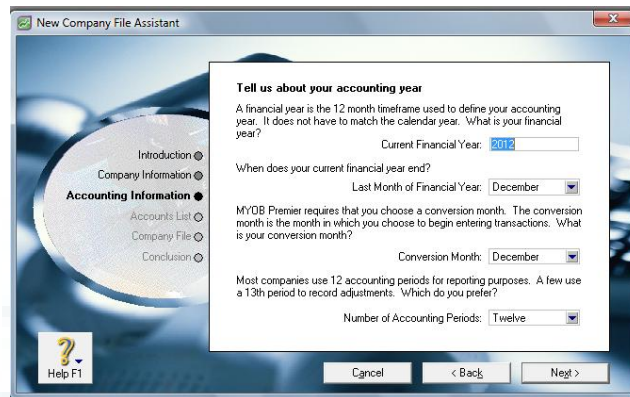 New Company File Assistant
Tell us about your accounting year
A financial year is the 12 month timeframe used to define your accounting
year. It does not have to match the calendar year. What is your financial
year?
Current Financial Year: 2012
When does your current financial year end?
Last Month of Financial Year: December
MYOB Premier requires that you choose a conversion month. The conversion
month is the month in which you choose to begin entering transactions. What
is your conversion month?
Conversion Month: December
Most companies use 12 accounting periods for reporting purposes. A few use
a 13th period to record adjustments. Which do you prefer?
Number of Accounting Periods: Twelve
Introduction
Company Information
Accounting Information
Accounts List
Company File
Conclusion
Help F1
Cancel
< Back
Next >